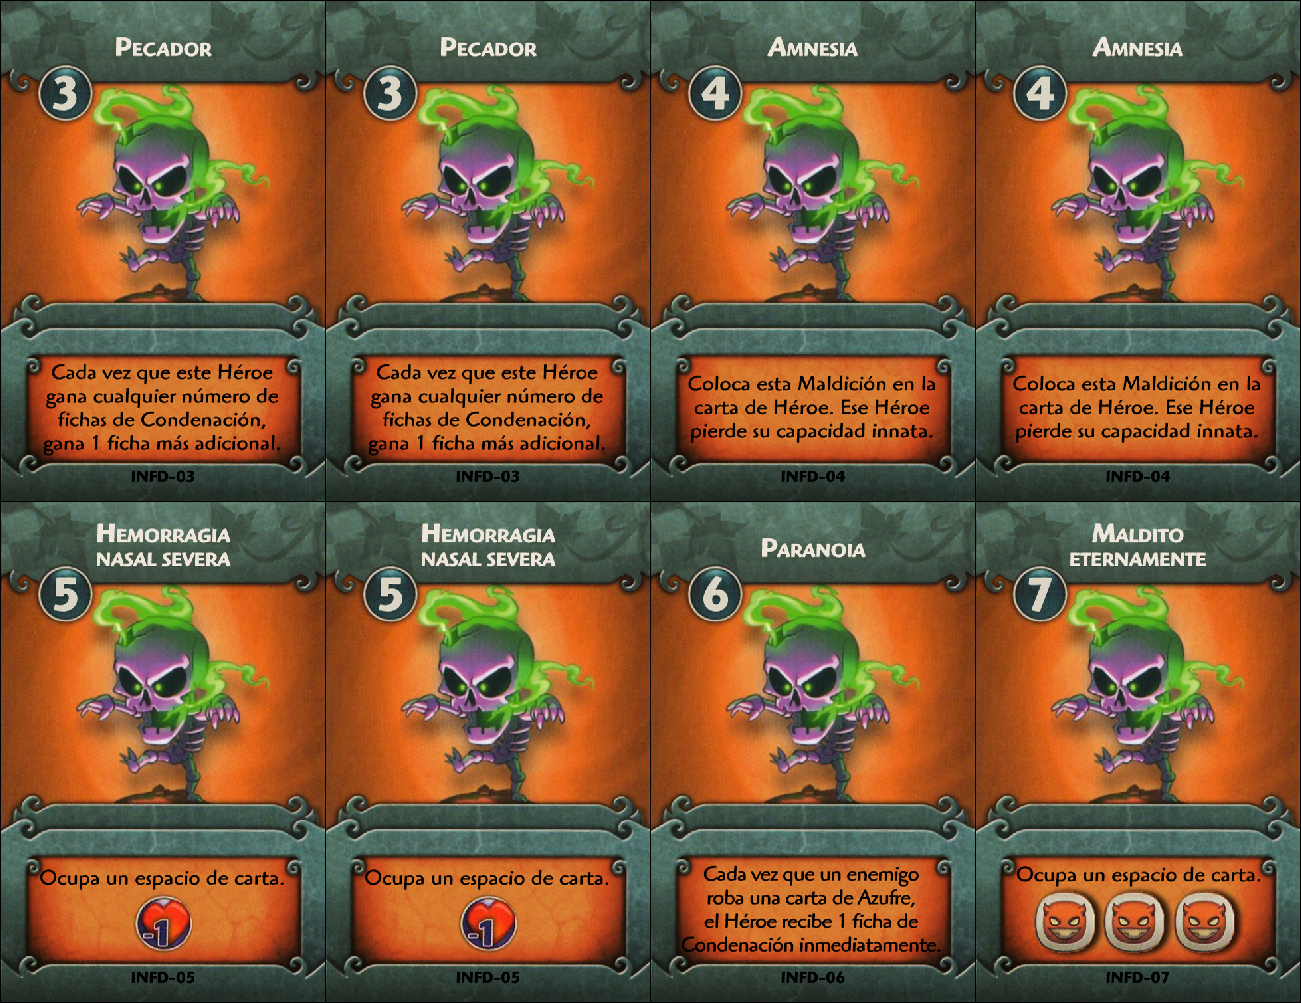 Pecador
3
Cada vez que este Héroe
gana cualquier número de
fichas de Condenación,
gana 1 ficha más adicional.
INFD-03
Pecador
3
Cada vez que este Héroe
gana cualquier número de
fichas de Condenación,
gana 1 ficha más adicional.
INFD-03
Amnesia
4
Coloca esta Maldición en la
carta de Héroe. Ese Héroe
pierde su capacidad innata.
INFD-04
Amnesia
4
Coloca esta Maldición en la
carta de Héroe. Ese Héroe
pierde su capacidad innata.
INFD-04
Hemorragia
nasal severa
5
Ocupa un espacio de carta.
-1
INFD-05
Hemorragia
nasal severa
5
Ocupa un espacio de carta.
-1
INFD-05
Paranoia
6
Cada vez que un enemigo
roba una carta de Azufre,
el Héroe recibe 1 ficha de
Condenación inmediatamente.
INFD-06
Maldito
eternamente
7
Ocupa un espacio de carta.
INFD-07